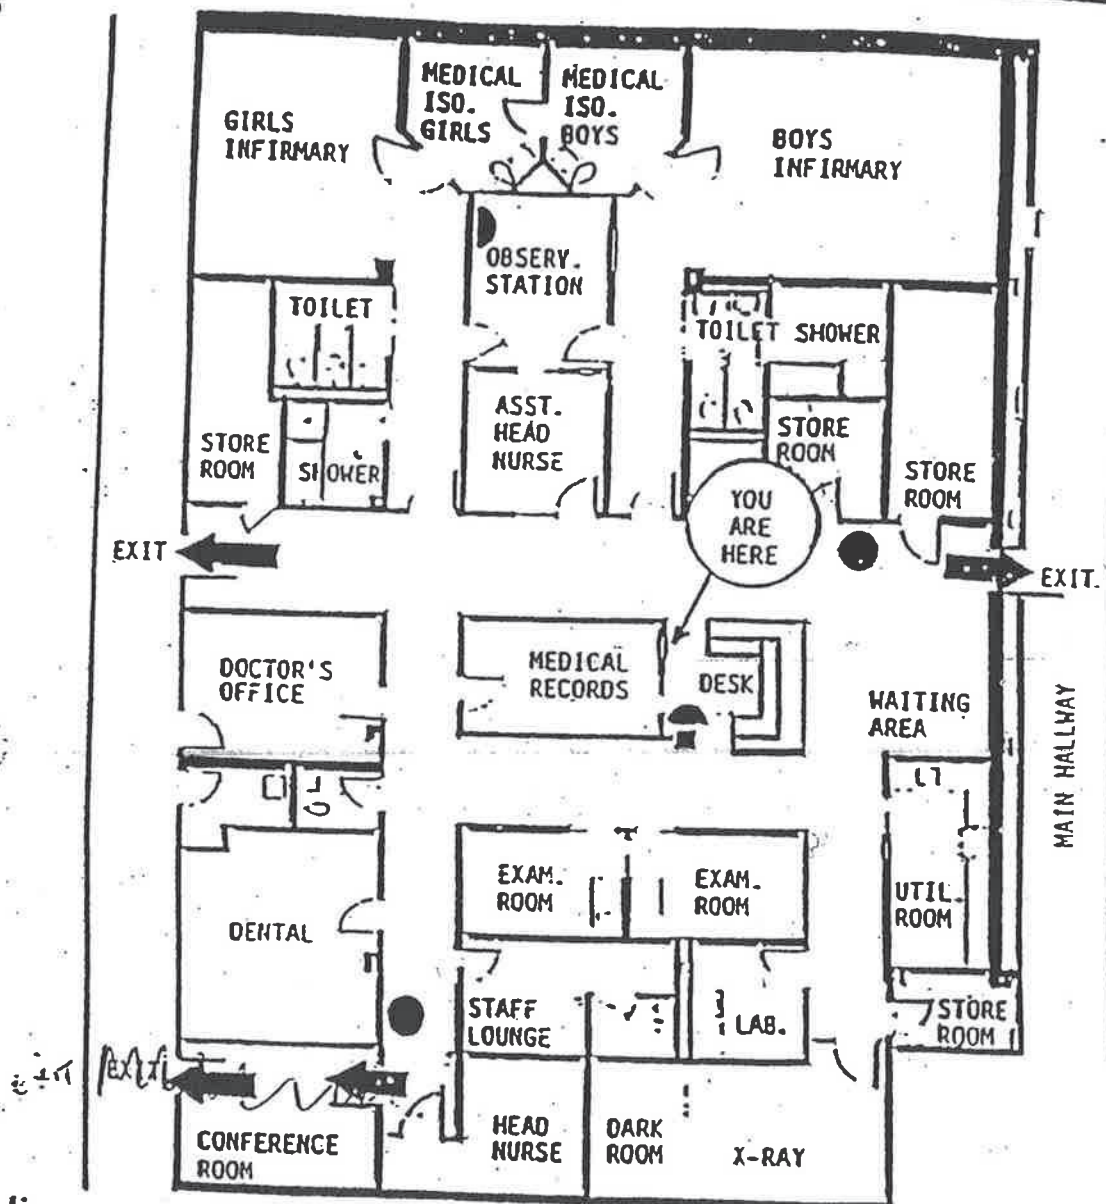 MEDICAL
ISO.
GIRLS
MEDICAL
ISO.
BOYS
GIRLS
INFIRMARY
BOYS
INFIRMARY
OBSERV.
STATION
TOILET
TOILET SHOWER
ASST.
HEAD
NURSE
STORE
ROOM
SHOWER
STORE
ROOM
STORE
ROOM
YOU
ARE
HERE
EXIT
EXIT.
DOCTOR'S
OFFICE
MEDICAL
RECORDS
DESK
WAITING
AREA
MAIN HALLWAY
CL
EXAM.
ROOM
EXAM.
ROOM
UTIL.
ROOM
DENTAL
STAFF
LOUNGE
LAB.
STORE
ROOM
CONFERENCE
ROOM
HEAD
NURSE
DARK
ROOM
X-RAY